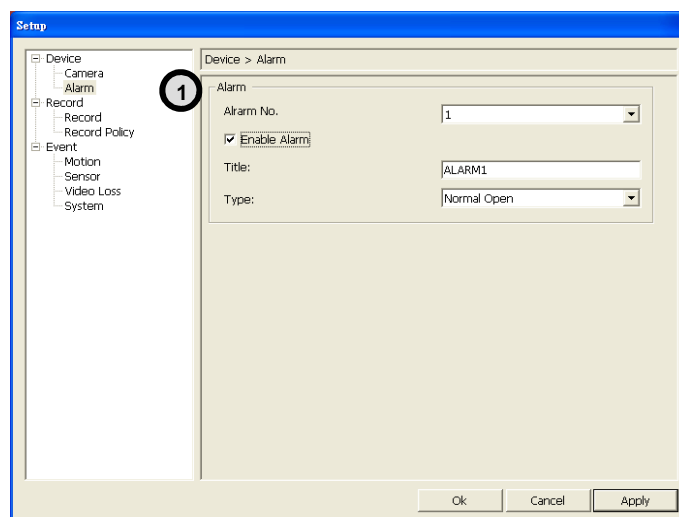 Setup
Device
Camera
Alarm
Record
Record
Record Policy
Event
Motion
Sensor
Video Loss
System
Device > Alarm
1
Alarm
Alrarm No.
1
Enable Alarm
Title:
ALARM1
Type:
Normal Open
Ok
Cancel
Apply